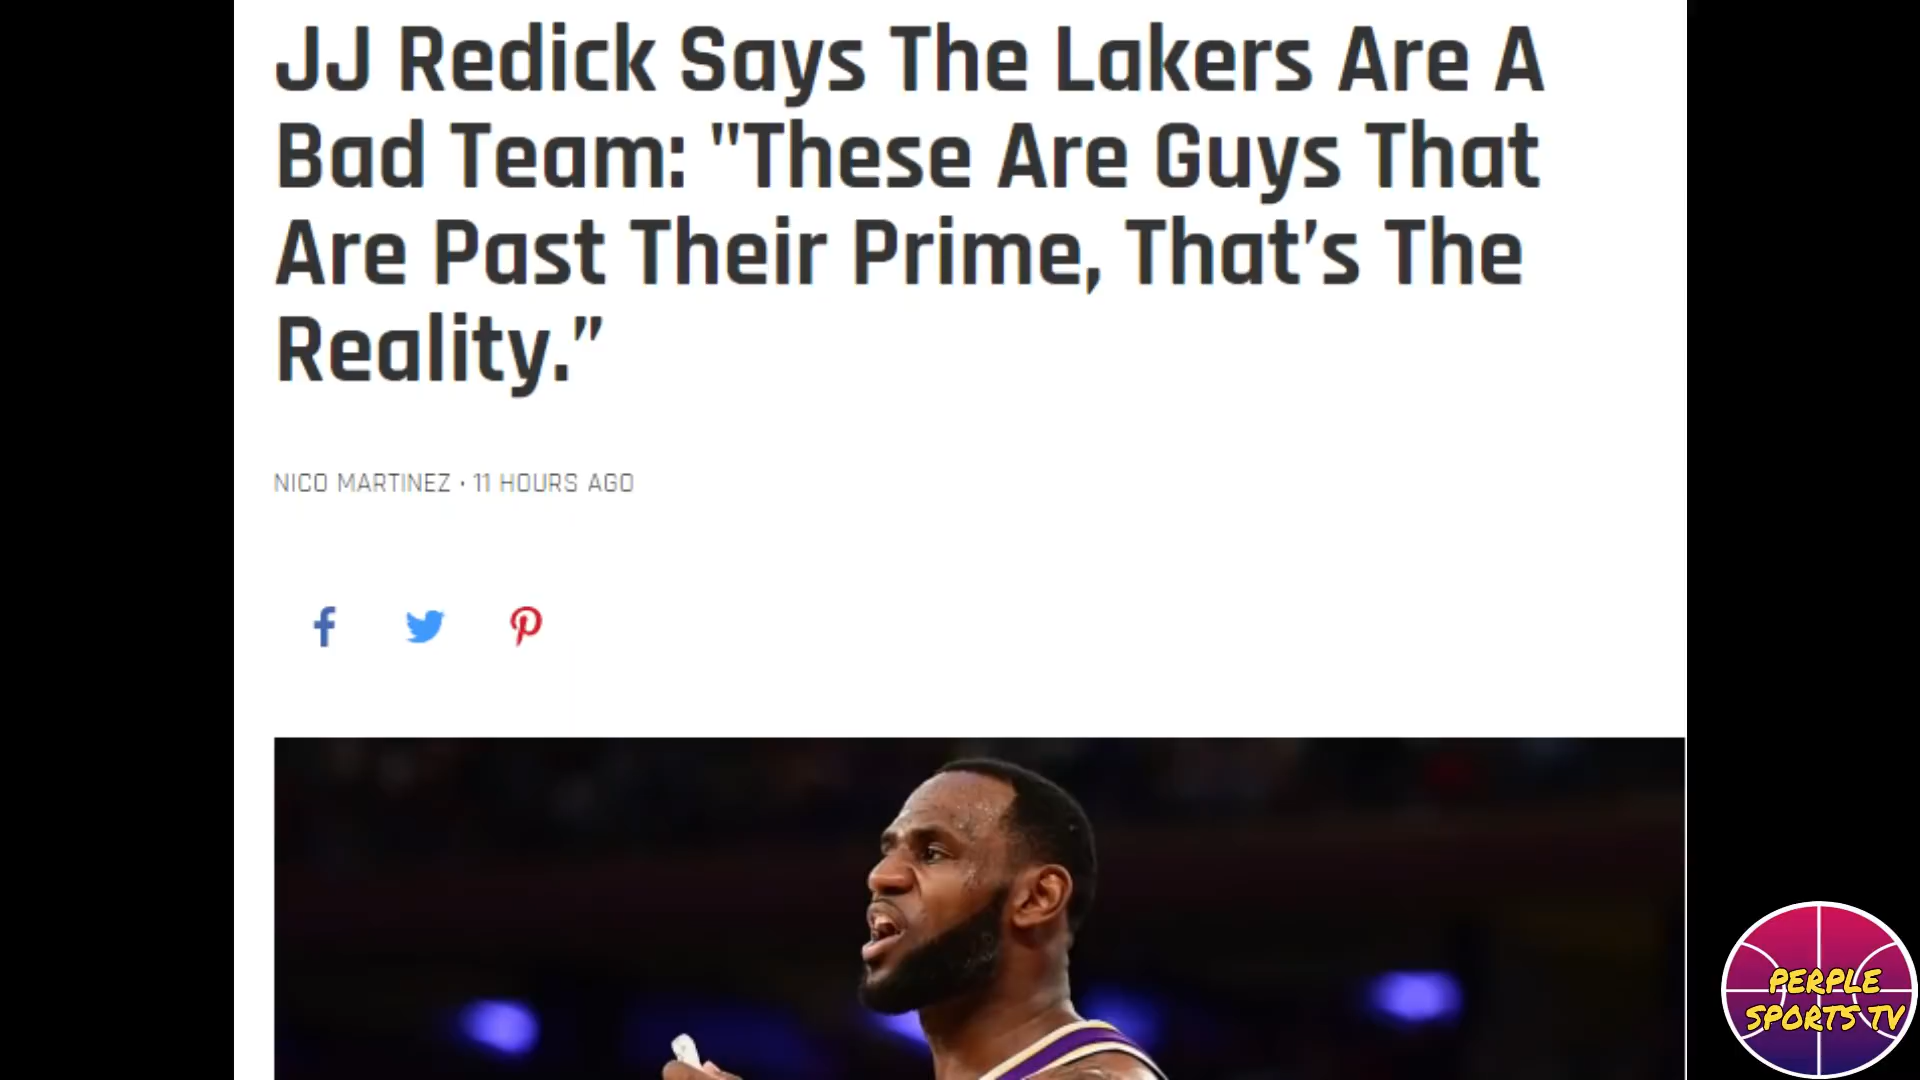 JJ Redick Says The Lakers Are A
Bad Team: "These Are Guys That
Are Past Their Prime, That’s The
Reality.”
NICO MARTINEZ · 11 HOURS AGO
PERPLE
SPORTS TV